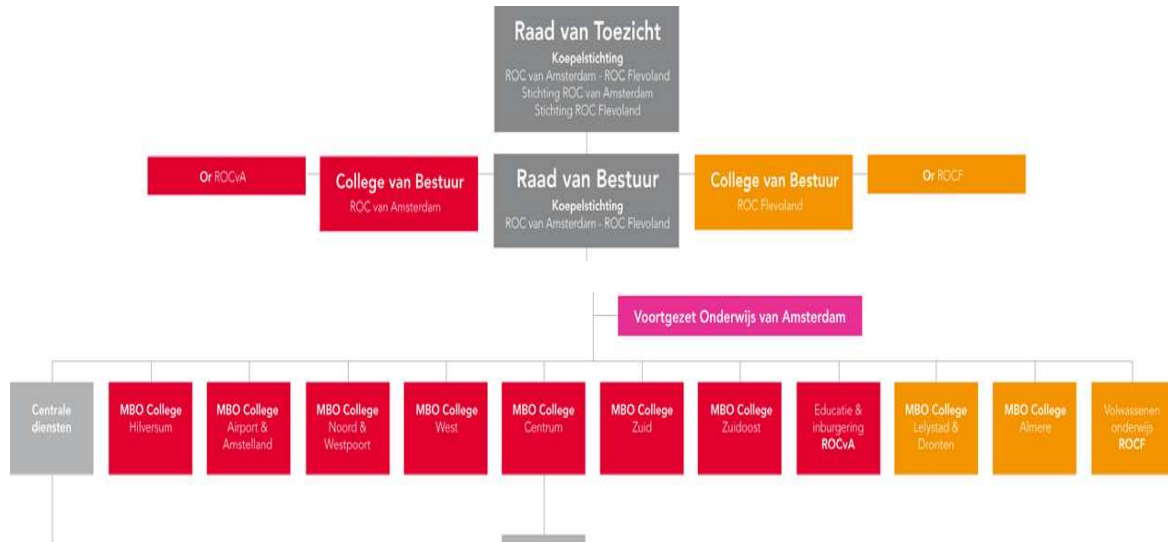 Raad van Toezicht
Koepelstichting
ROC van Amsterdam - ROC Flevoland
Stichting ROC van Amsterdam
Stichting ROC Flevoland
Or ROCvA
College van Bestuur
ROC van Amsterdam
Raad van Bestuur
Koepelstichting
ROC van Amsterdam - ROC Flevoland
College van Bestuur
ROC Flevoland
Or ROCF
Voortgezet Onderwijs van Amsterdam
Centrale
diensten
MBO College
Hilversum
MBO College
Airport &
Amstelland
MBO College
Noord &
Westpoort
MBO College
West
MBO College
Centrum
MBO College
Zuid
MBO College
Zuidoost
Educatie &
inburgering
ROCvA
MBO College
Lelystad &
Dronten
MBO College
Almere
Volwassenen
onderwijs
ROCF